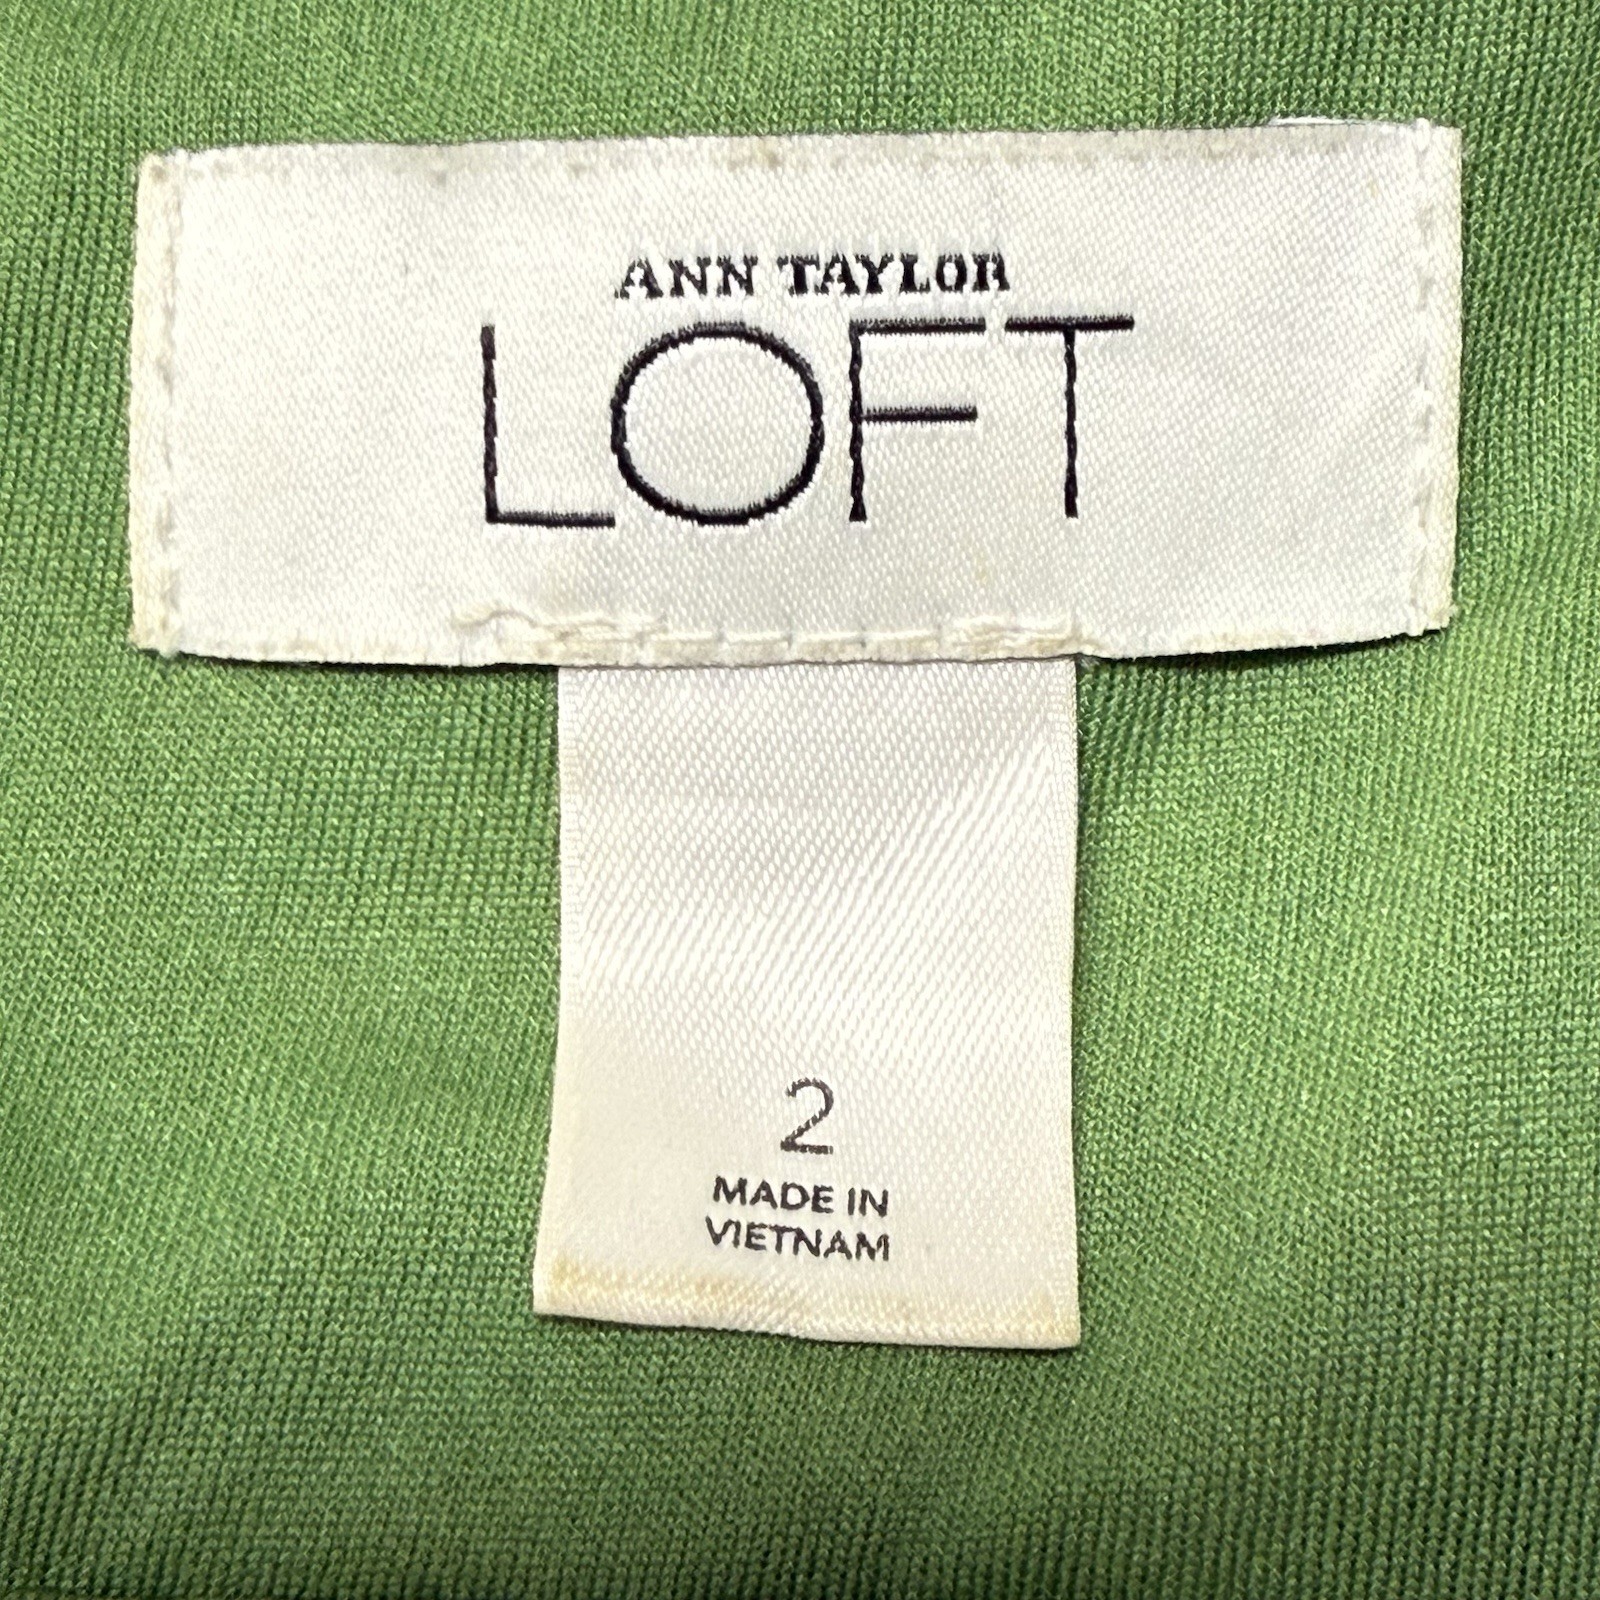 ANN TAYLOR
LOFT
2
MADE IN
VIETNAM